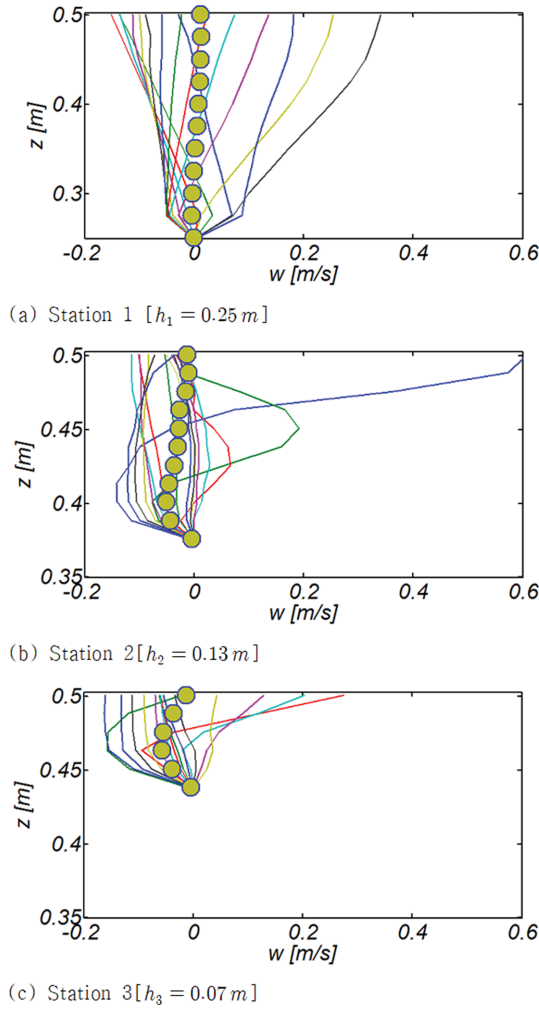 0.5
0.4
0.3
z [m]
-0.2 0 0.2 0.4 0.6
w [m/s]
(a) Station 1 [h₁ = 0.25 m]
0.5
0.45
0.4
0.35
z [m]
-0.2 0 0.2 0.4 0.6
w [m/s]
(b) Station 2[h₂ = 0.13 m]
0.5
0.45
0.4
0.35
z [m]
-0.2 0 0.2 0.4 0.6
w [m/s]
(c) Station 3[h₃ = 0.07 m]